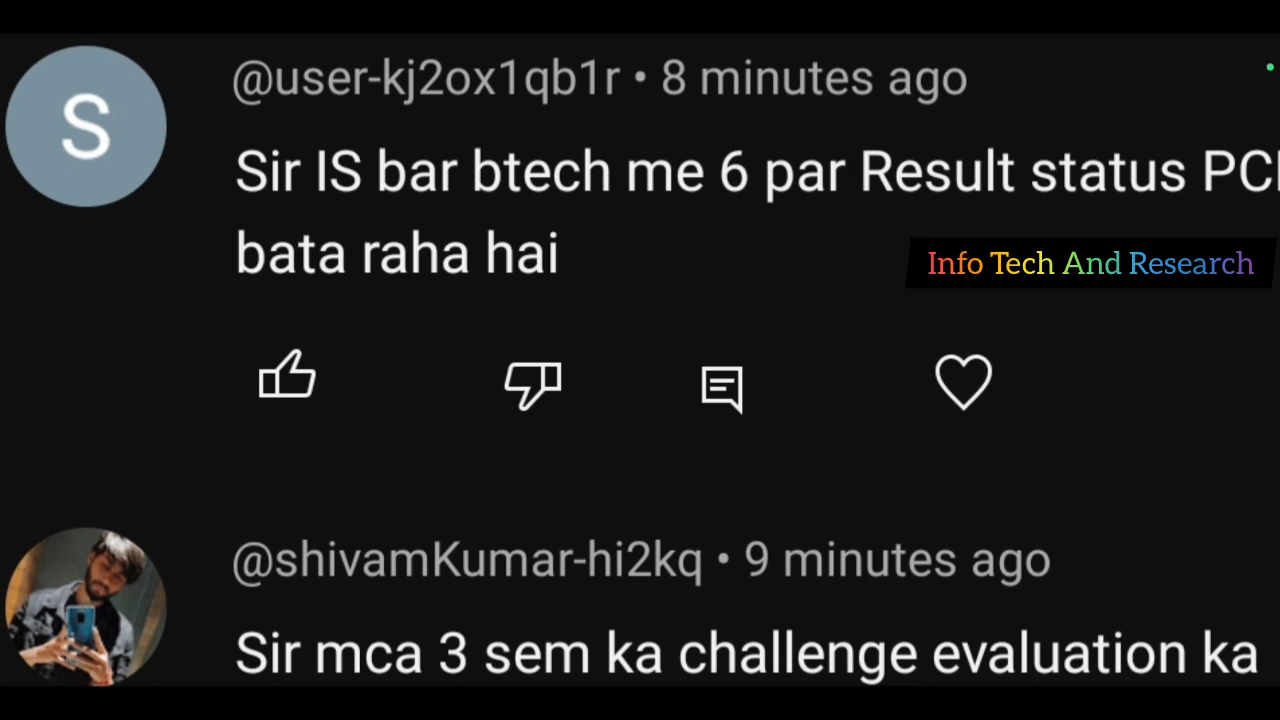 S
@user-kj2ox1qb1r • 8 minutes ago
Sir IS bar btech me 6 par Result status
bata raha hai
Info Tech And Research
@shivamKumar-hi2kq • 9 minutes ago
Sir mca 3 sem ka challenge evaluation ka